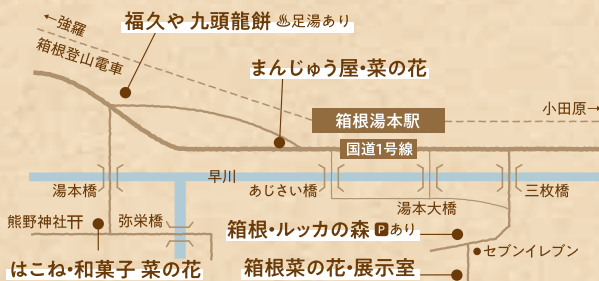 ←強羅
福久や 九頭龍餅 ♨足湯あり
箱根登山電車
まんじゅう屋・菜の花
小田原→
箱根湯本駅
国道1号線
早川
湯本橋
あじさい橋
三枚橋
湯本大橋
熊野神社
弥栄橋
箱根・ルッカの森 Pあり
セブンイレブン
はこね・和菓子 菜の花
箱根菜の花・展示室